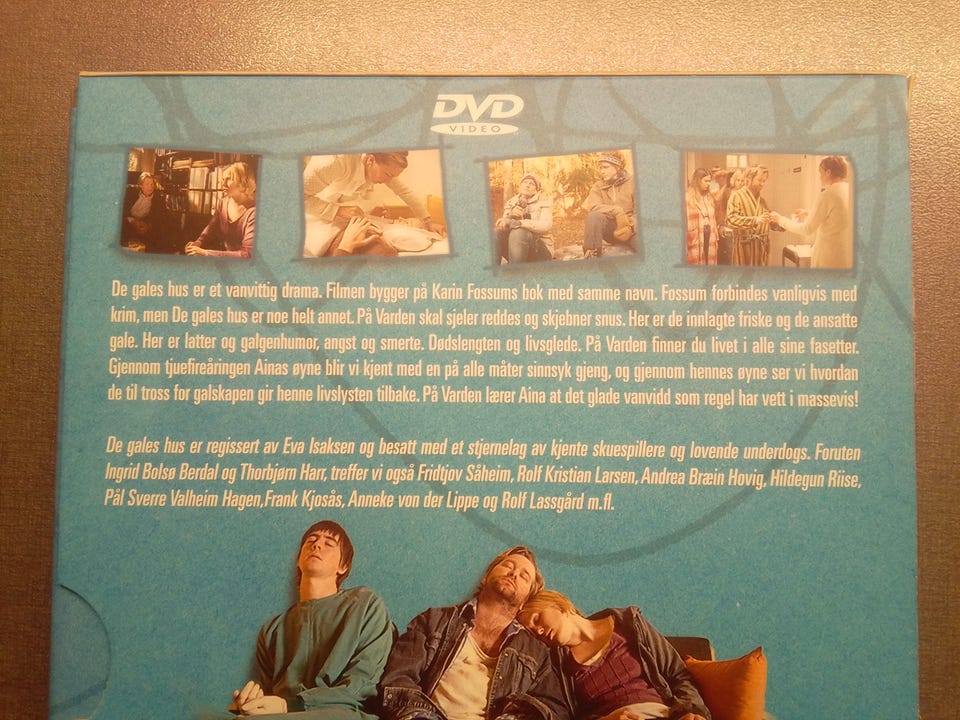 DVD
VIDEO
De gales hus er et vanvittig drama. Filmen bygger på Karin Fossums bok med samme navn. Fossum forbindes vanligvis med
krim, men De gales hus er noe helt annet. På Varden skal sjeler reddes og skjebner snus. Her er de innlagte friske og de ansatte
gale. Her er latter og galgenhumor, angst og smerte. Dødslengten og livsglede. På Varden finner du livet i alle sine fasetter.
Gjennom tjuefireåringen Ainas øyne blir vi kjent med en på alle måter sinnsyk gjeng, og gjennom hennes øyne ser vi hvordan
de til tross for galskapen gir henne livslysten tilbake. På Varden lærer Aina at det glade vanvidd som regel har vett i massevis!
De gales hus er regissert av Eva Isaksen og besatt med et stjernelag av kjente skuespillere og lovende underdogs. Foruten
Ingrid Bolsø Berdal og Thorbjørn Harr, treffer vi også Fridtjov Såheim, Rolf Kristian Larsen, Andrea Bræin Hovig, Hildegun Riise,
Pål Sverre Valheim Hagen,Frank Kjosås, Anneke von der Lippe og Rolf Lassgård m.fl.